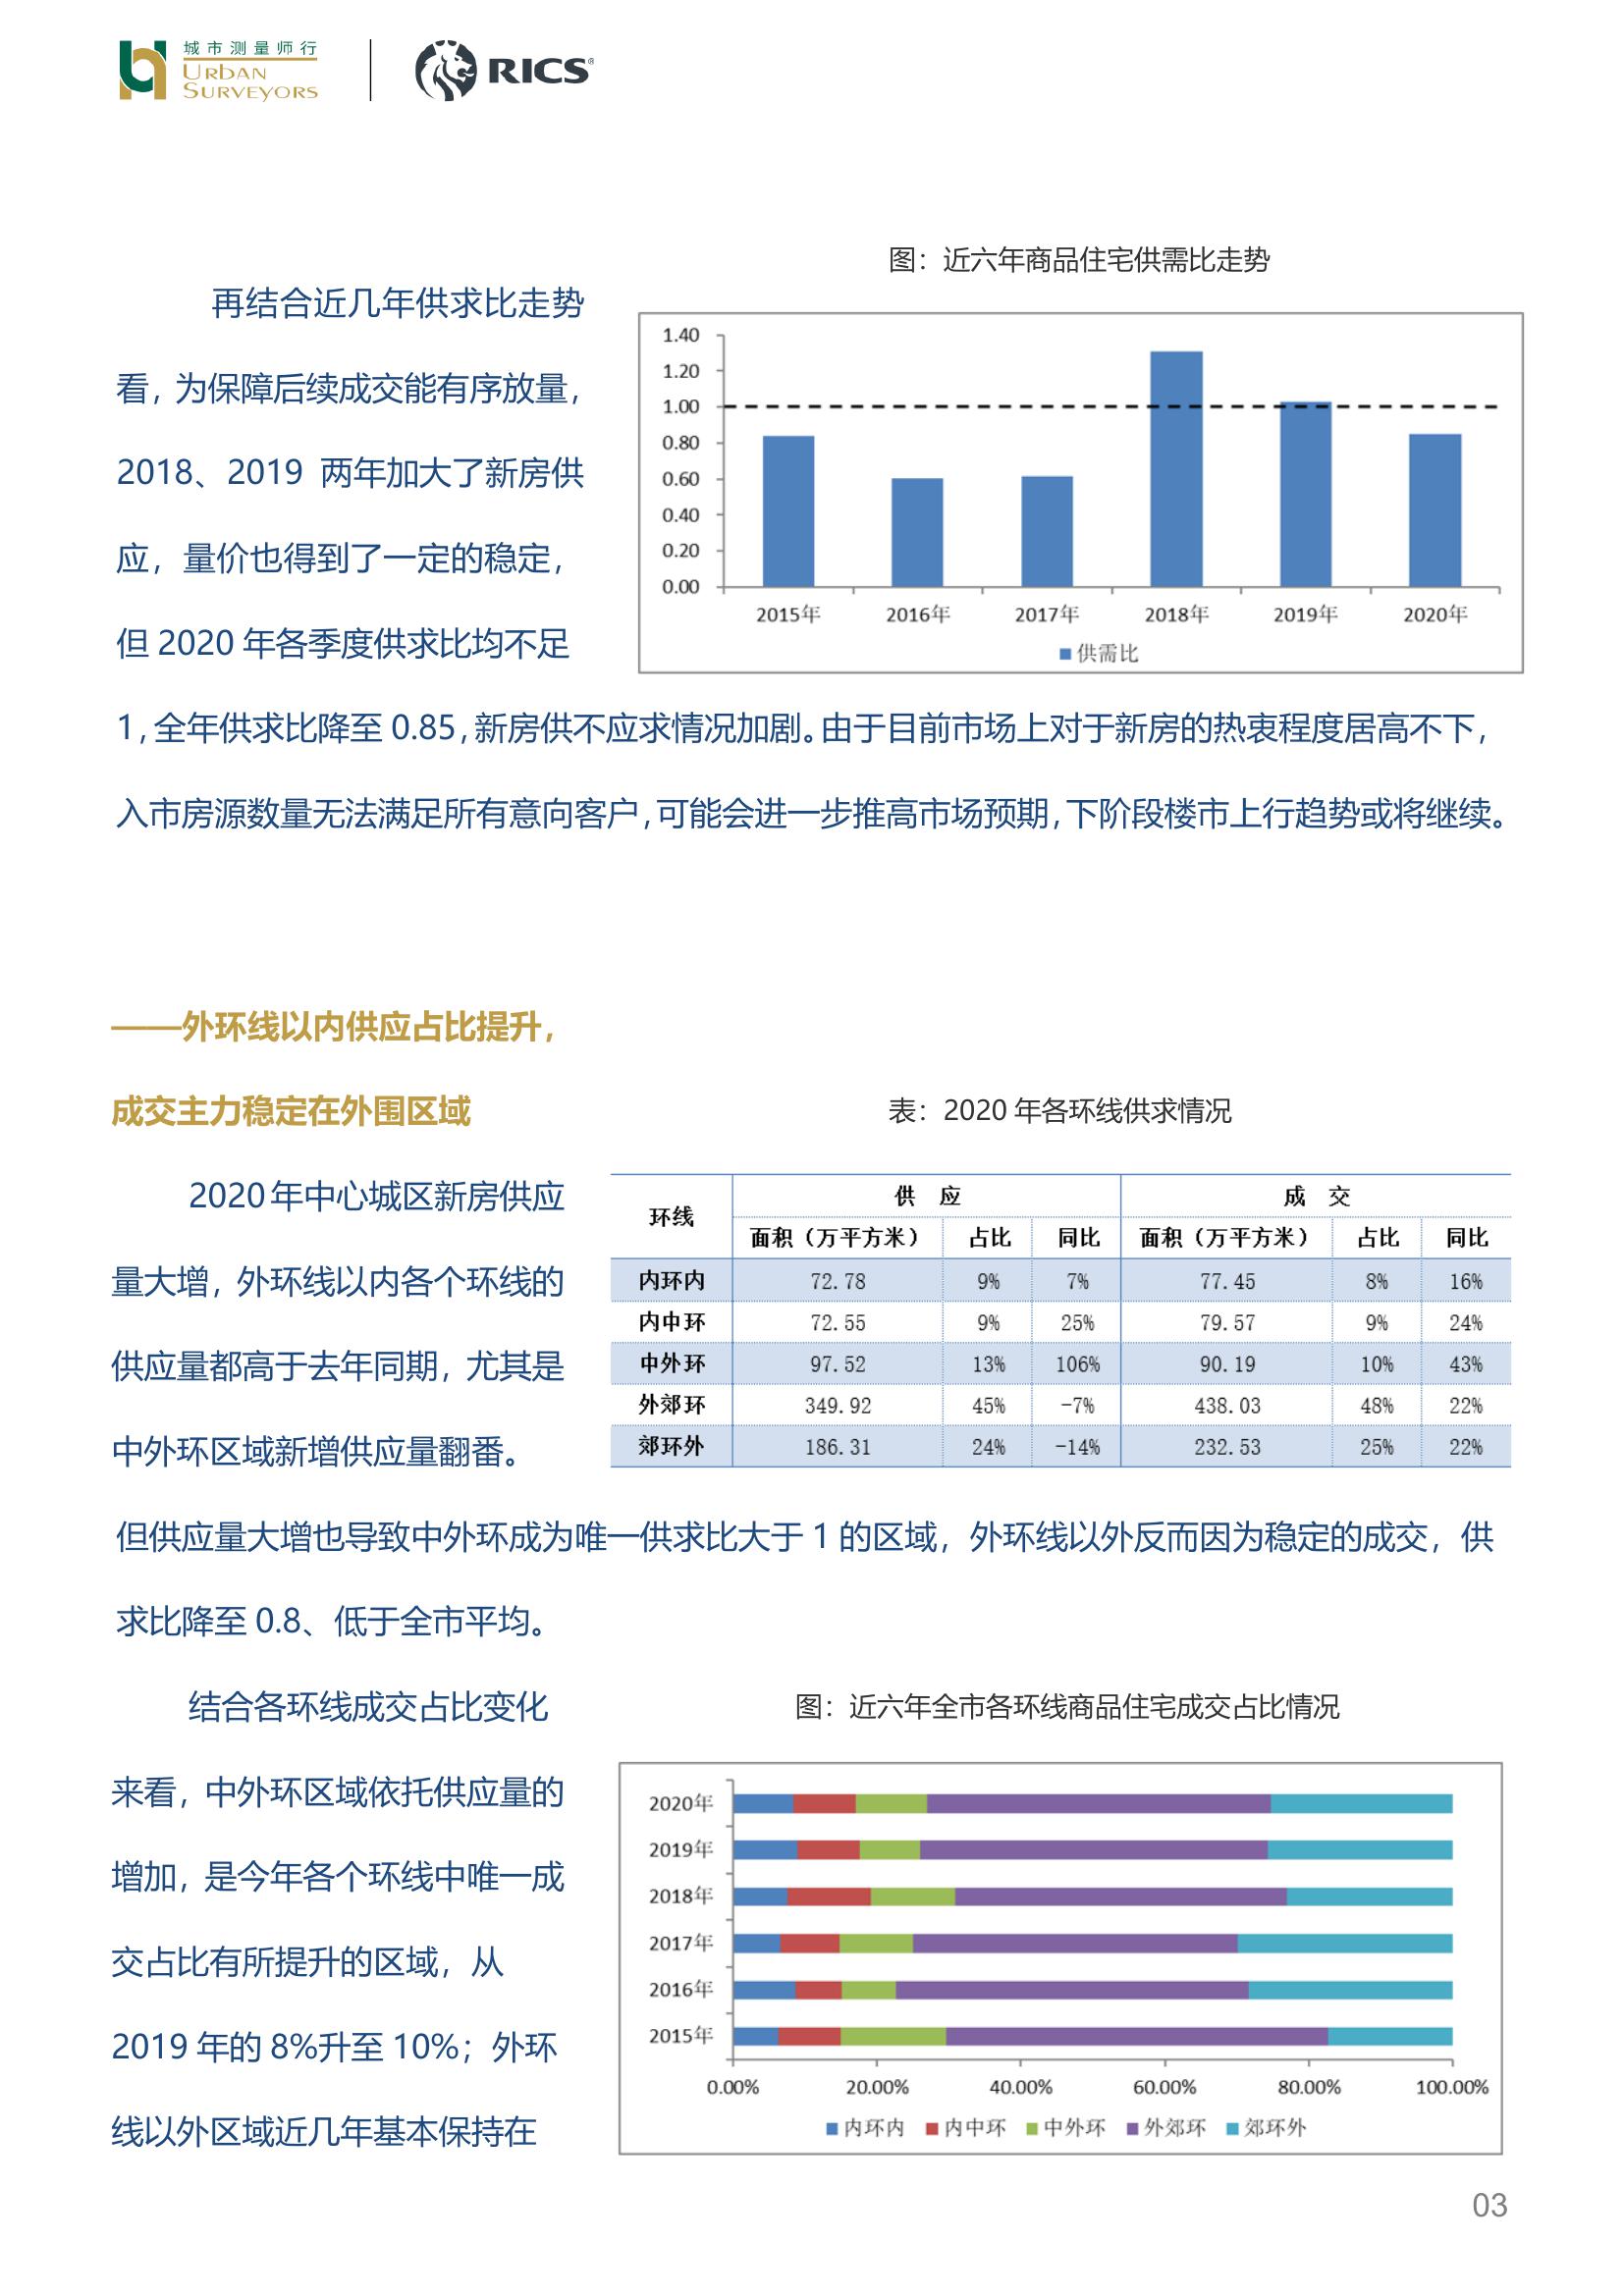 城市测量师行
URBAN
SURVEYORS
RICS®
图：近六年商品住宅供需比走势
再结合近几年供求比走势
看，为保障后续成交能有序放量，
2018、2019 两年加大了新房供
应，量价也得到了一定的稳定，
但 2020 年各季度供求比均不足
1，全年供求比降至 0.85，新房供不应求情况加剧。由于目前市场上对于新房的热衷程度居高不下，
入市房源数量无法满足所有意向客户，可能会进一步推高市场预期，下阶段楼市上行趋势或将继续。
1.40
1.20
1.00
0.80
0.60
0.40
0.20
0.00
2015年 2016年 2017年 2018年 2019年 2020年
供需比
——外环线以内供应占比提升，
成交主力稳定在外围区域
表：2020 年各环线供求情况
2020年中心城区新房供应
量大增，外环线以内各个环线的
供应量都高于去年同期，尤其是
中外环区域新增供应量翻番。
但供应量大增也导致中外环成为唯一供求比大于 1 的区域，外环线以外反而因为稳定的成交，供
求比降至 0.8、低于全市平均。
环线 供 应 成 交
面积（万平方米） 占比 同比 面积（万平方米） 占比 同比
内环内 72.78 9% 7% 77.45 8% 16%
内中环 72.55 9% 25% 79.57 9% 24%
中外环 97.52 13% 106% 90.19 10% 43%
外郊环 349.92 45% -7% 438.03 48% 22%
郊环外 186.31 24% -14% 232.53 25% 22%
结合各环线成交占比变化
来看，中外环区域依托供应量的
增加，是今年各个环线中唯一成
交占比有所提升的区域，从
2019 年的 8%升至 10%；外环
线以外区域近几年基本保持在
图：近六年全市各环线商品住宅成交占比情况
2020年
2019年
2018年
2017年
2016年
2015年
0.00% 20.00% 40.00% 60.00% 80.00% 100.00%
内环内 内中环 中外环 外郊环 郊环外
03